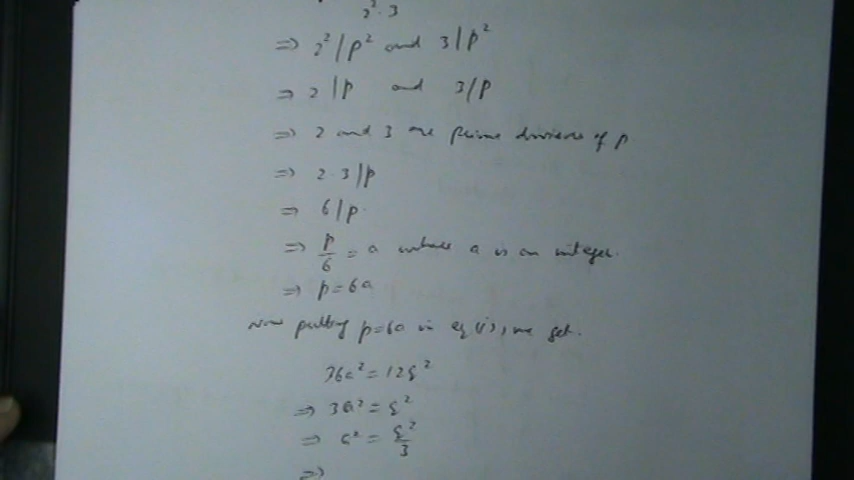 2². 3
⇒ 2² | p² and 3 | p²
⇒ 2 | p and 3 / p
⇒ 2 and 3 are prime divisors of p
⇒ 2 3 | p
⇒ 6 | p.
⇒ p/6 = a where a is an integer.
⇒ p = 6a
Now putting p=6a in eq (i), we get.
36a² = 12q²
⇒ 3a² = q²
⇒ a² = q²/3
⇒